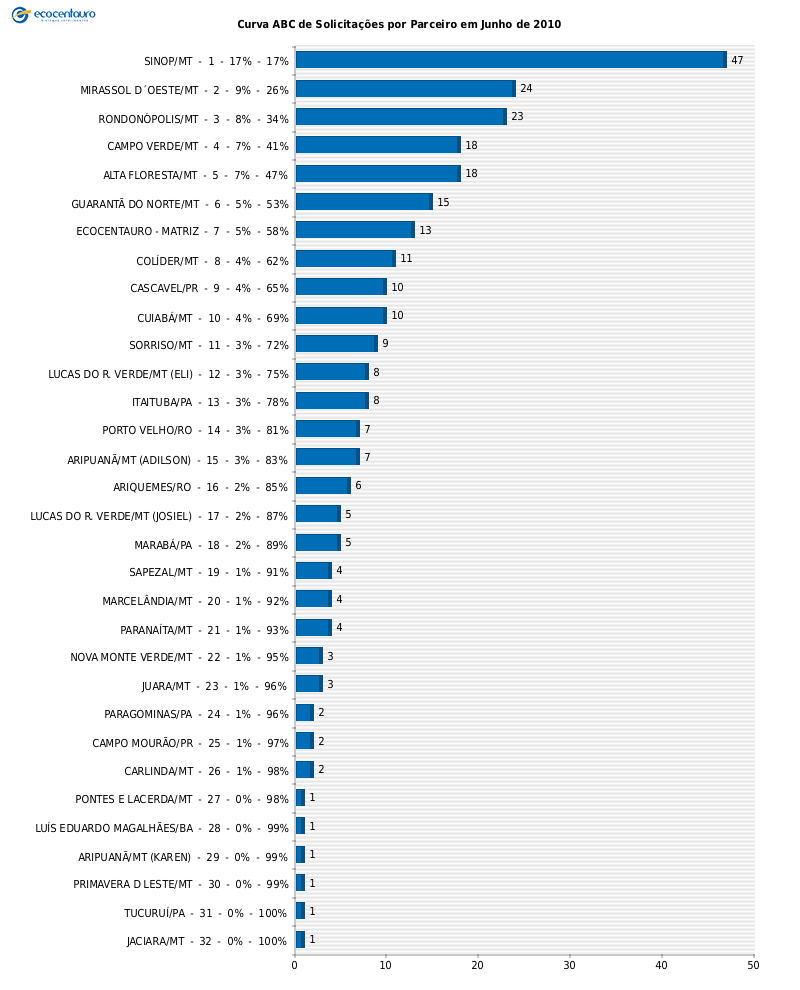 ecocentauro
Curva ABC de Solicitações por Parceiro em Junho de 2010
SINOP/MT - 1 - 17% - 17% 47
MIRASSOL D´OESTE/MT - 2 - 9% - 26% 24
RONDONÓPOLIS/MT - 3 - 8% - 34% 23
CAMPO VERDE/MT - 4 - 7% - 41% 18
ALTA FLORESTA/MT - 5 - 7% - 47% 18
GUARANTÃ DO NORTE/MT - 6 - 5% - 53% 15
ECOCENTAURO - MATRIZ - 7 - 5% - 58% 13
COLÍDER/MT - 8 - 4% - 62% 11
CASCAVEL/PR - 9 - 4% - 65% 10
CUIABÁ/MT - 10 - 4% - 69% 10
SORRISO/MT - 11 - 3% - 72% 9
LUCAS DO R. VERDE/MT (ELI) - 12 - 3% - 75% 8
ITAITUBA/PA - 13 - 3% - 78% 8
PORTO VELHO/RO - 14 - 3% - 81% 7
ARIPUANÃ/MT (ADILSON) - 15 - 3% - 83% 7
ARIQUEMES/RO - 16 - 2% - 85% 6
LUCAS DO R. VERDE/MT (JOSIEL) - 17 - 2% - 87% 5
MARABÁ/PA - 18 - 2% - 89% 5
SAPEZAL/MT - 19 - 1% - 91% 4
MARCELÂNDIA/MT - 20 - 1% - 92% 4
PARANAÍTA/MT - 21 - 1% - 93% 4
NOVA MONTE VERDE/MT - 22 - 1% - 95% 3
JUARA/MT - 23 - 1% - 96% 3
PARAGOMINAS/PA - 24 - 1% - 96% 2
CAMPO MOURÃO/PR - 25 - 1% - 97% 2
CARLINDA/MT - 26 - 1% - 98% 2
PONTES E LACERDA/MT - 27 - 0% - 98% 1
LUÍS EDUARDO MAGALHÃES/BA - 28 - 0% - 99% 1
ARIPUANÃ/MT (KAREN) - 29 - 0% - 99% 1
PRIMAVERA D LESTE/MT - 30 - 0% - 99% 1
TUCURUÍ/PA - 31 - 0% - 100% 1
JACIARA/MT - 32 - 0% - 100% 1
0 10 20 30 40 50